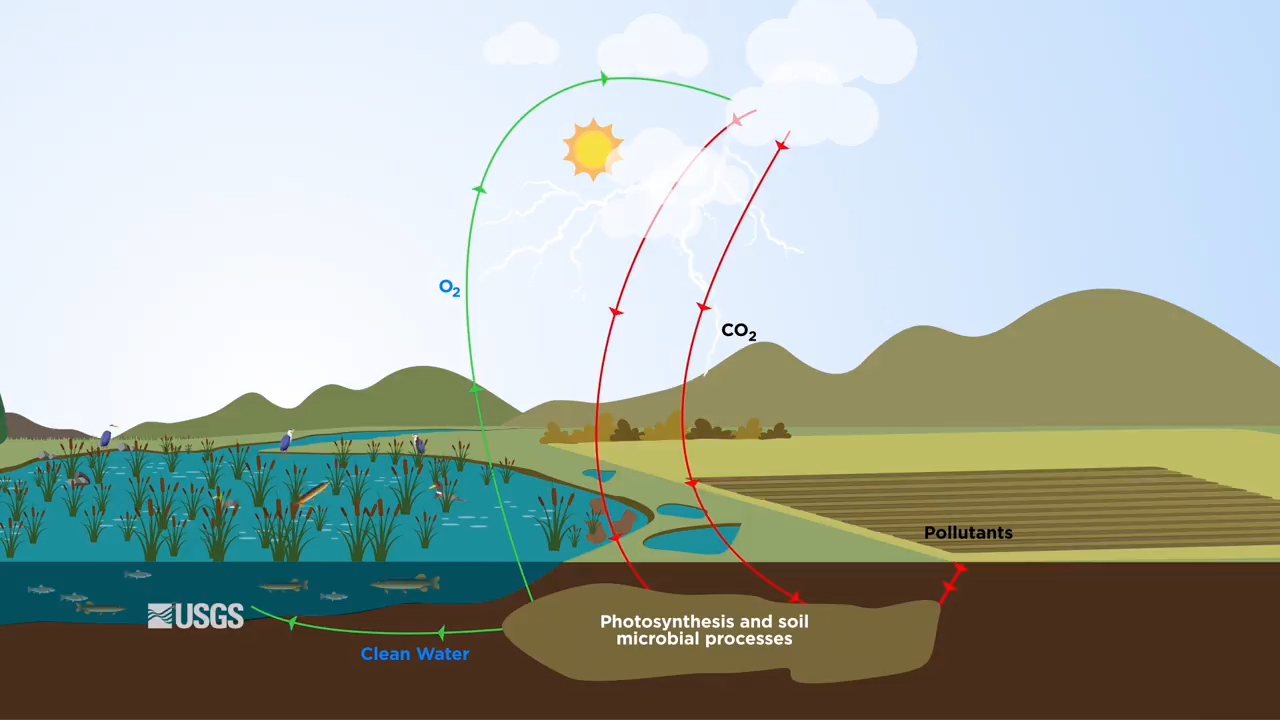 O₂
CO₂
Pollutants
USGS
Photosynthesis and soil
microbial processes
Clean Water